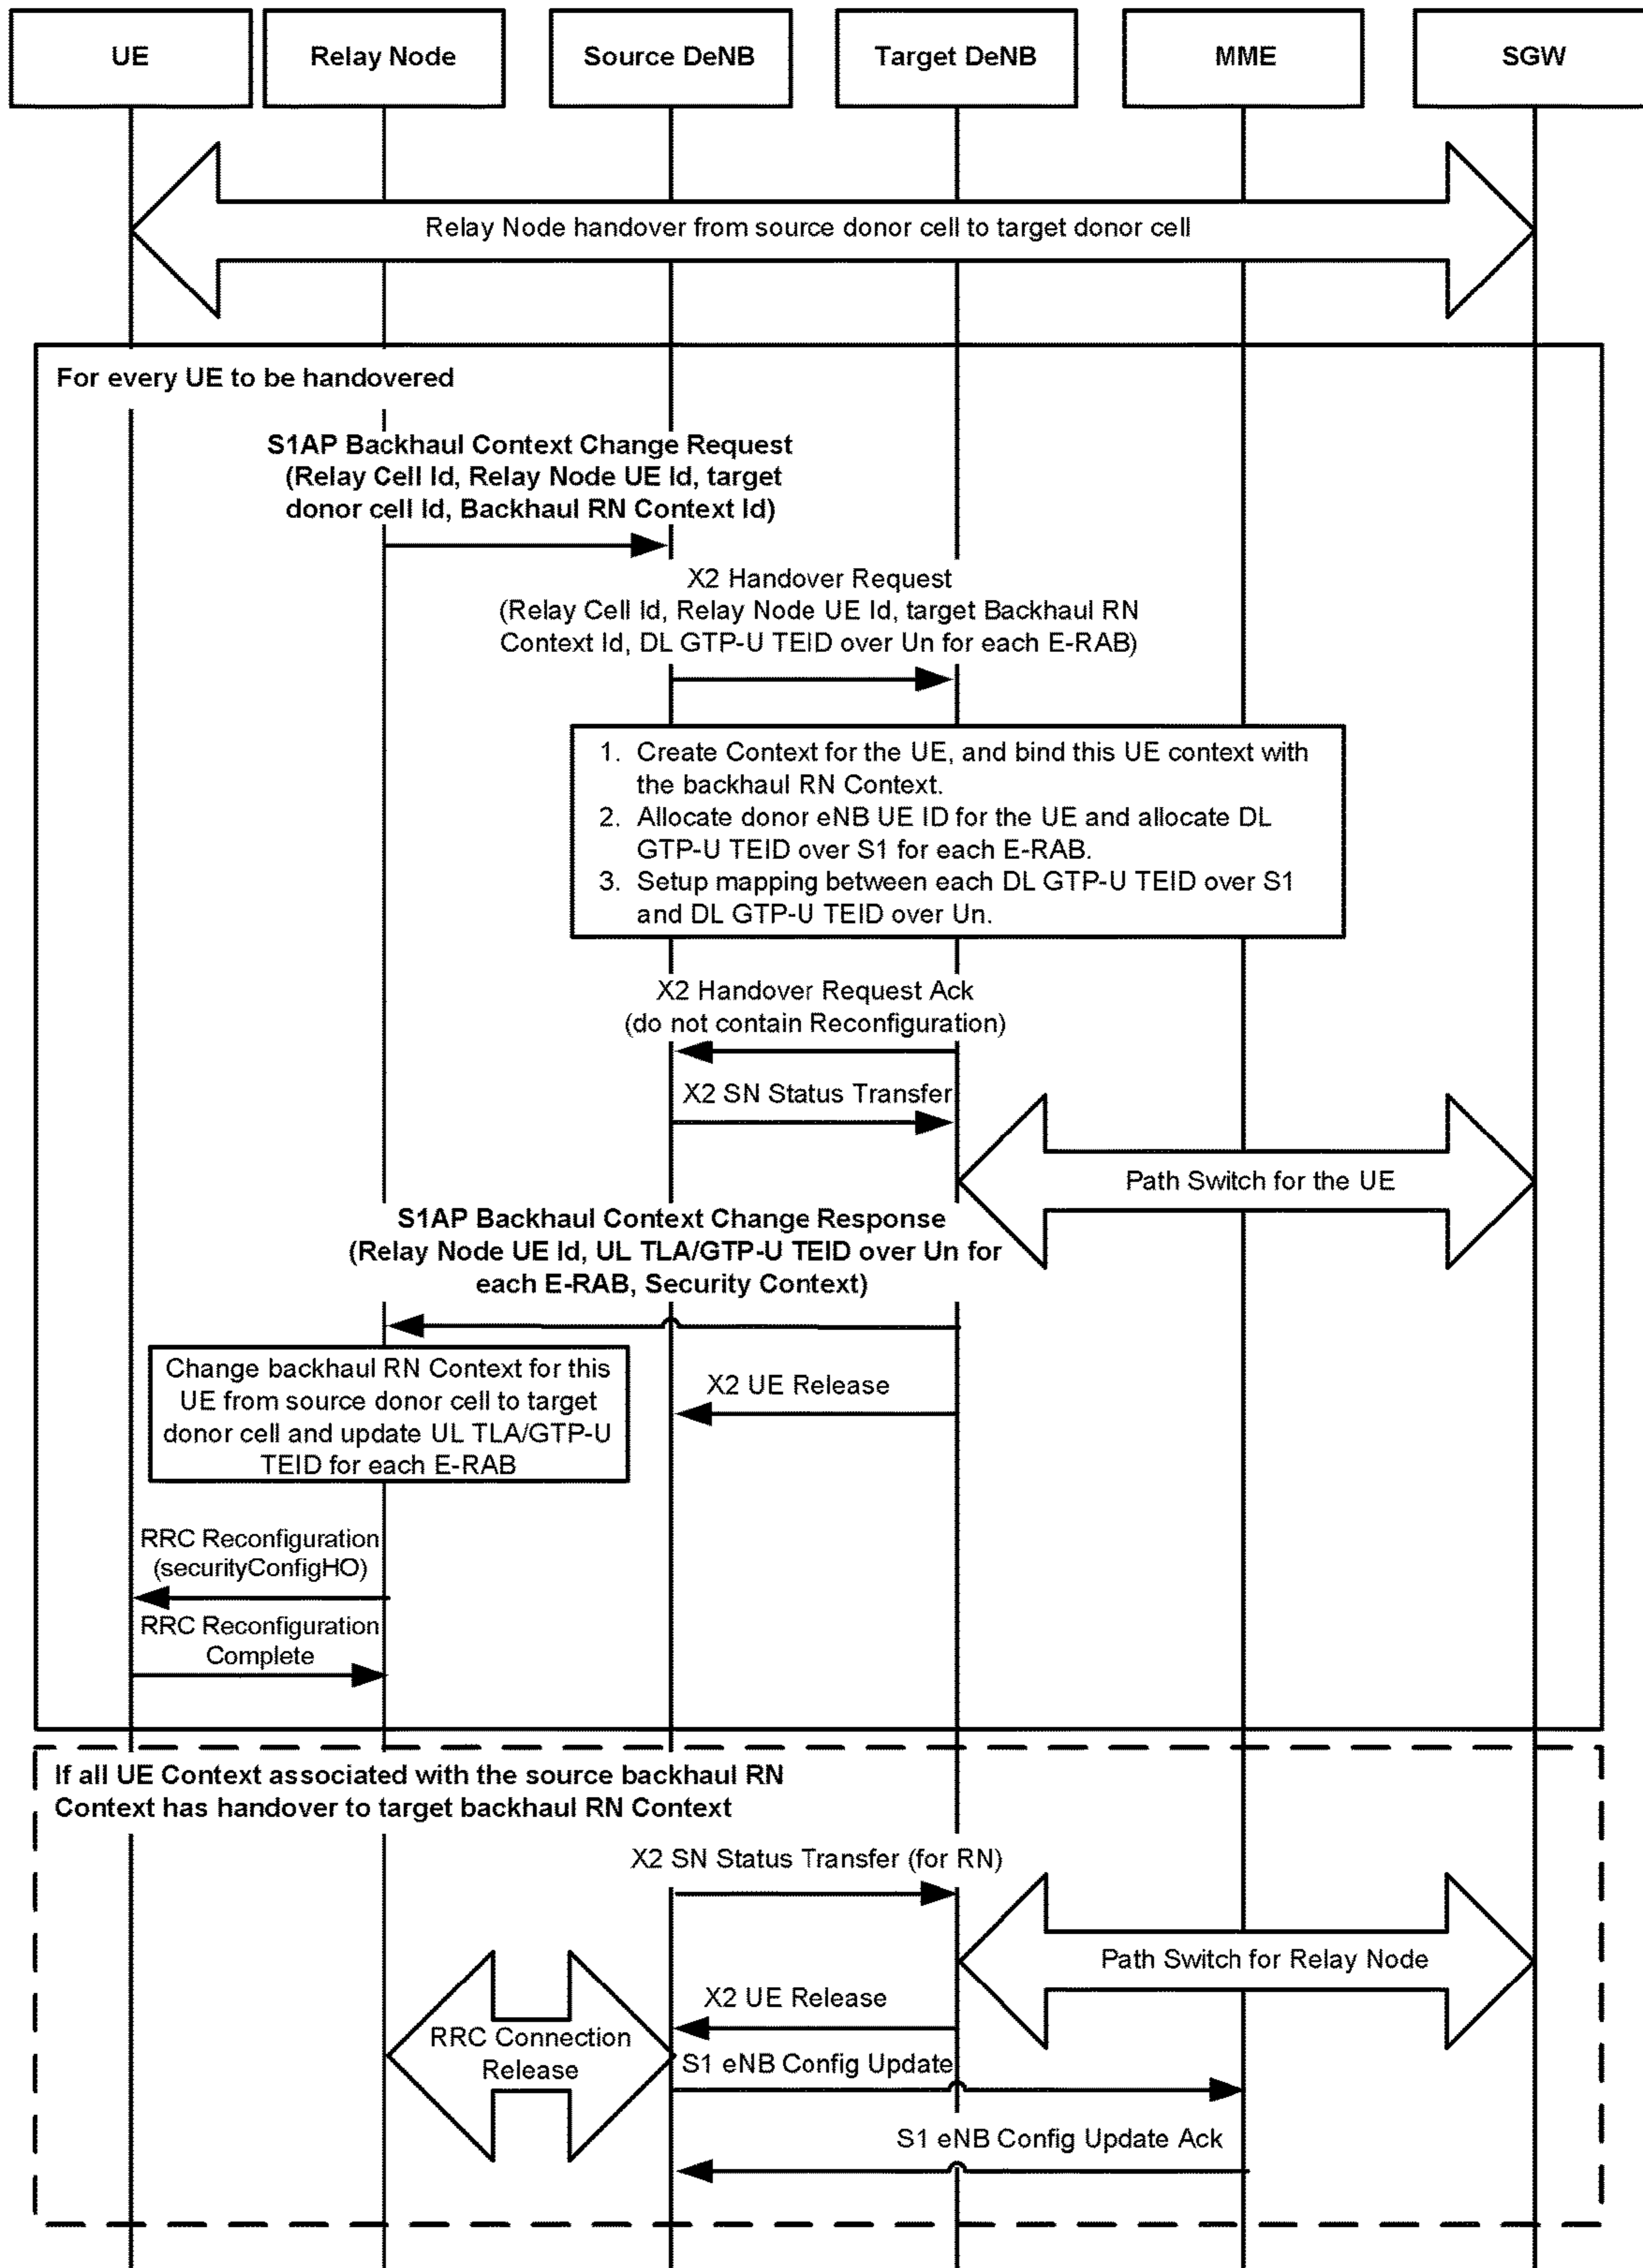 UE
Relay Node
Source DeNB
Target DeNB
MME
SGW
Relay Node handover from source donor cell to target donor cell
For every UE to be handovered
S1AP Backhaul Context Change Request
(Relay Cell Id, Relay Node UE Id, target
donor cell Id, Backhaul RN Context Id)
X2 Handover Request
(Relay Cell Id, Relay Node UE Id, target Backhaul RN
Context Id, DL GTP-U TEID over Un for each E-RAB)
1. Create Context for the UE, and bind this UE context with
the backhaul RN Context.
2. Allocate donor eNB UE ID for the UE and allocate DL
GTP-U TEID over S1 for each E-RAB.
3. Setup mapping between each DL GTP-U TEID over S1
and DL GTP-U TEID over Un.
X2 Handover Request Ack
(do not contain Reconfiguration)
X2 SN Status Transfer
Path Switch for the UE
S1AP Backhaul Context Change Response
(Relay Node UE Id, UL TLA/GTP-U TEID over Un for
each E-RAB, Security Context)
Change backhaul RN Context for this
UE from source donor cell to target
donor cell and update UL TLA/GTP-U
TEID for each E-RAB
X2 UE Release
RRC Reconfiguration
(securityConfigHO)
RRC Reconfiguration
Complete
If all UE Context associated with the source backhaul RN
Context has handover to target backhaul RN Context
X2 SN Status Transfer (for RN)
Path Switch for Relay Node
X2 UE Release
RRC Connection
Release
S1 eNB Config Update
S1 eNB Config Update Ack